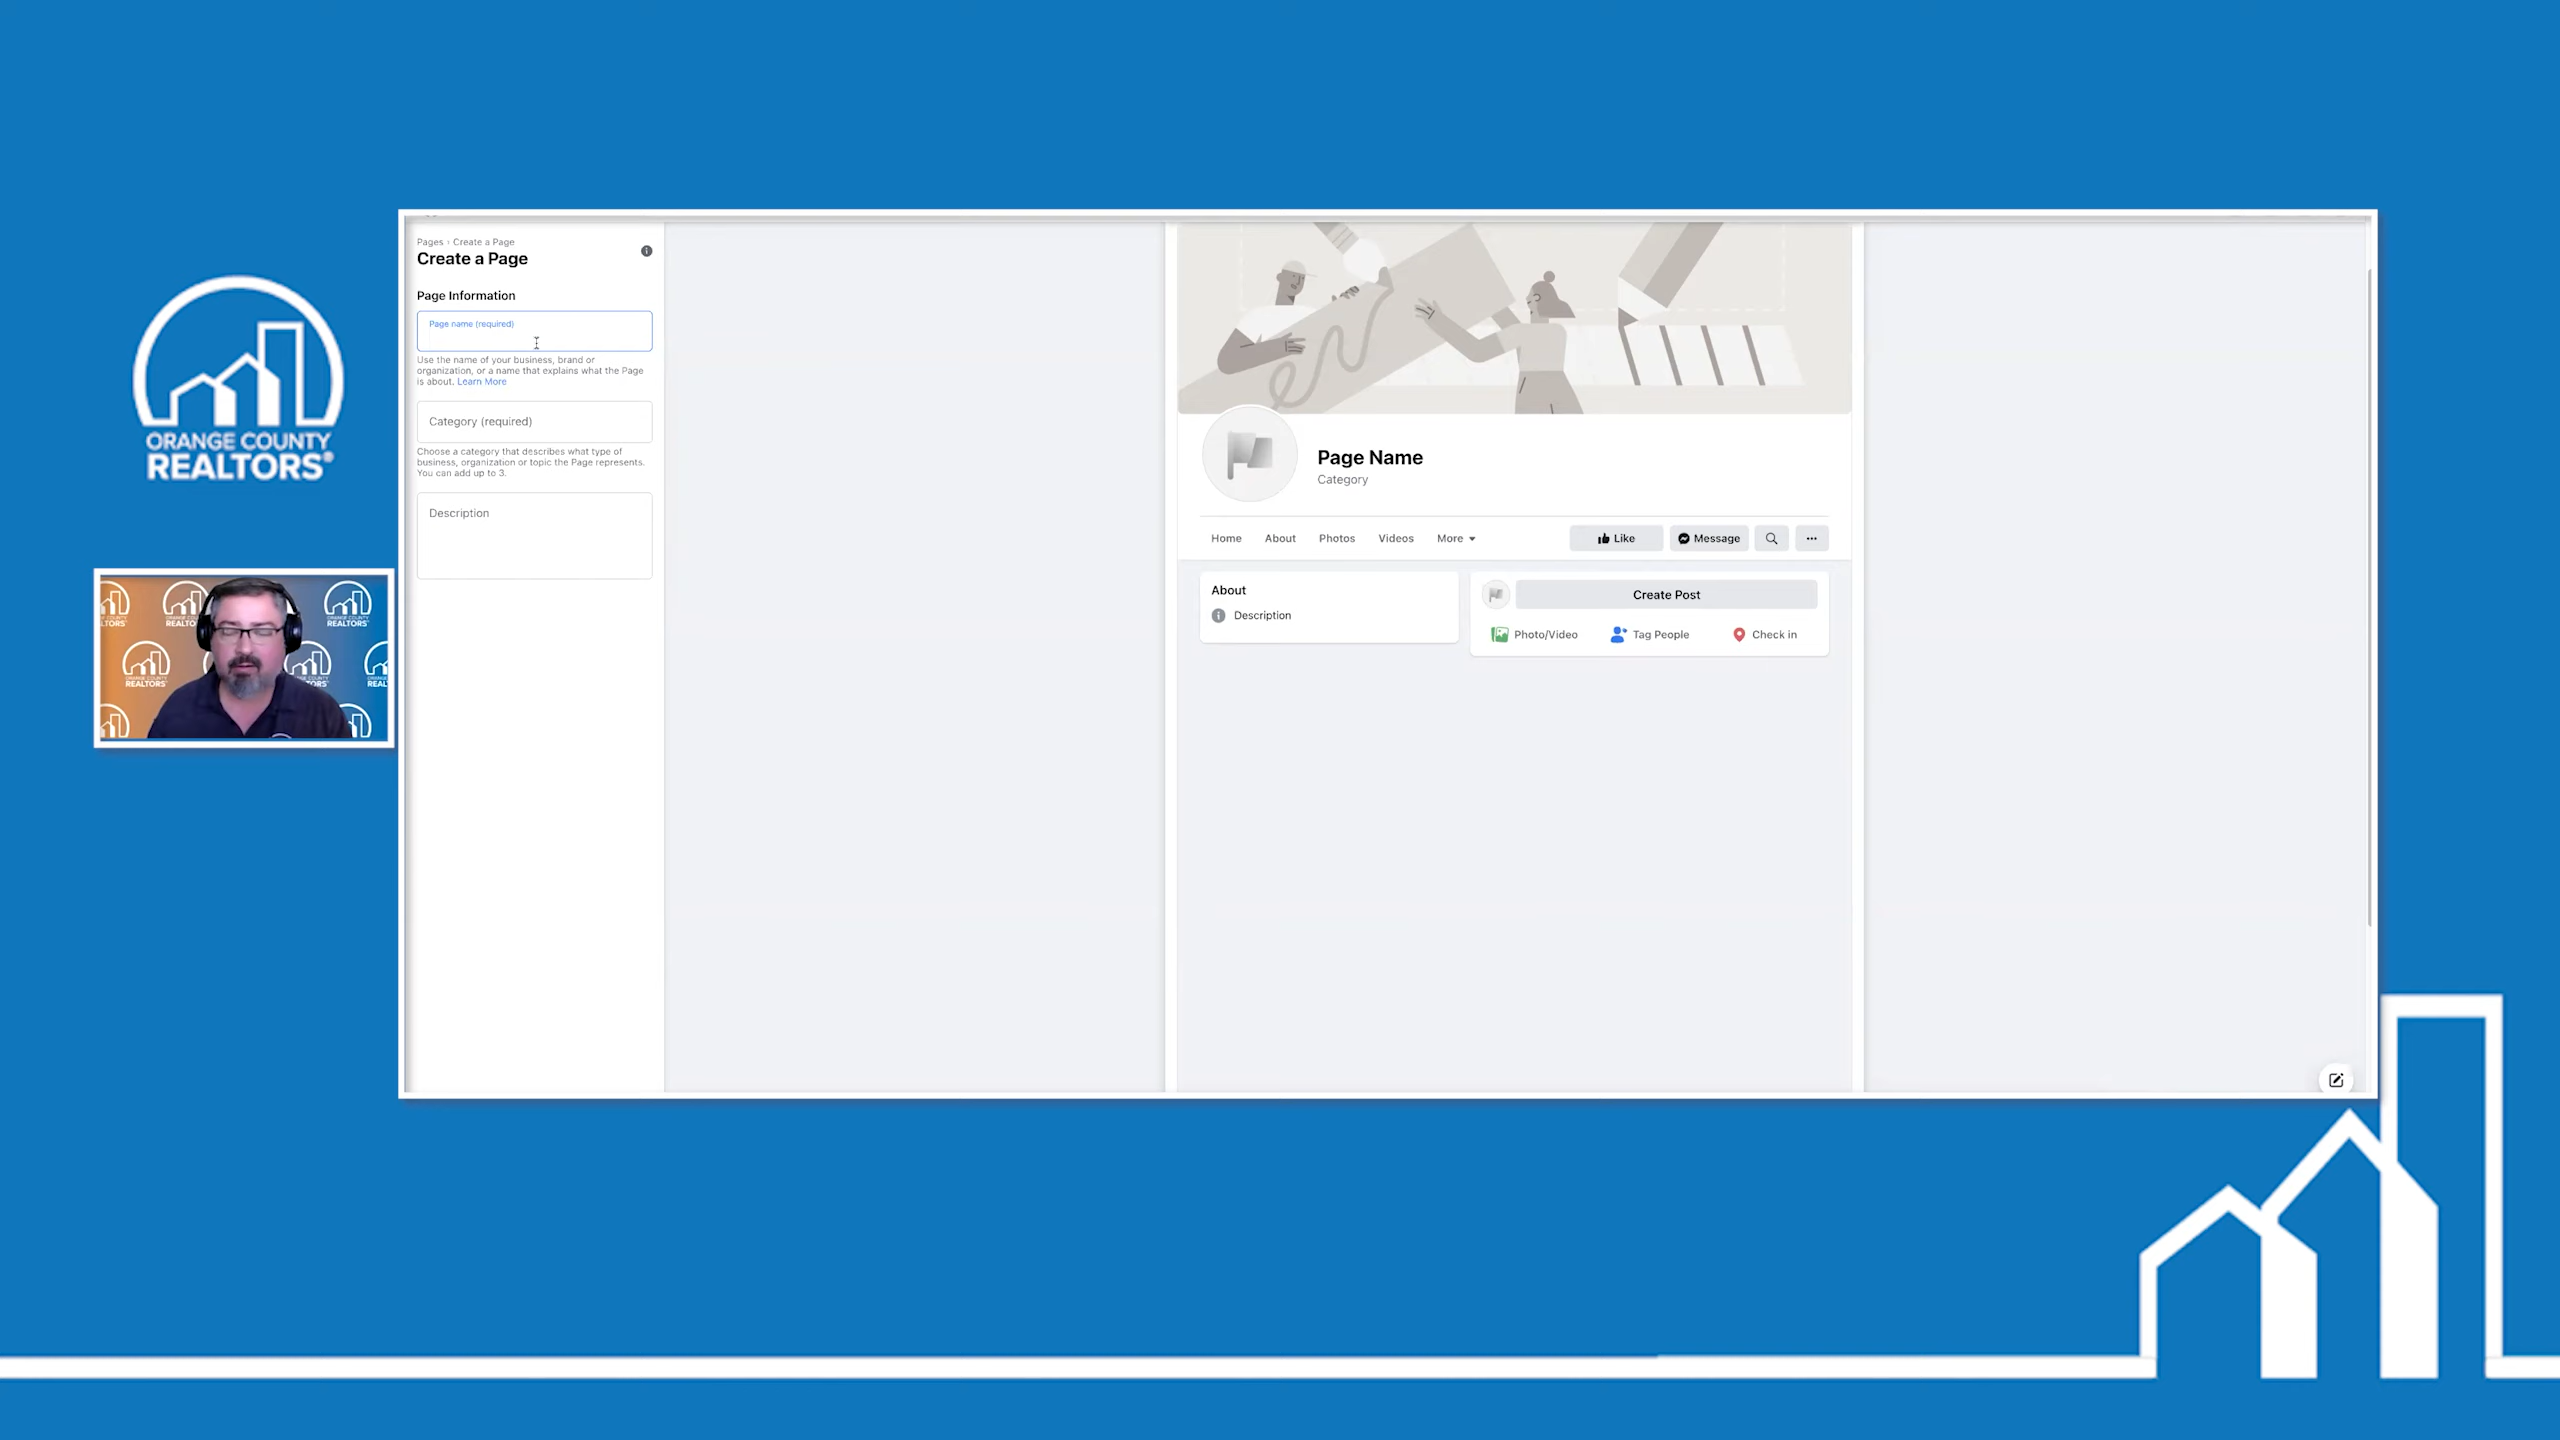 Pages › Create a Page
Create a Page
Page Information
Page name (required)
Use the name of your business, brand or
organization, or a name that explains what the Page
is about. Learn More
Category (required)
Choose a category that describes what type of
business, organization or topic the Page represents.
You can add up to 3.
Description
ORANGE COUNTY
REALTORS®
Page Name
Category
Home
About
Photos
Videos
More
Like
Message
About
Description
Create Post
Photo/Video
Tag People
Check in
REALTORS
REALTORS
REALTORS